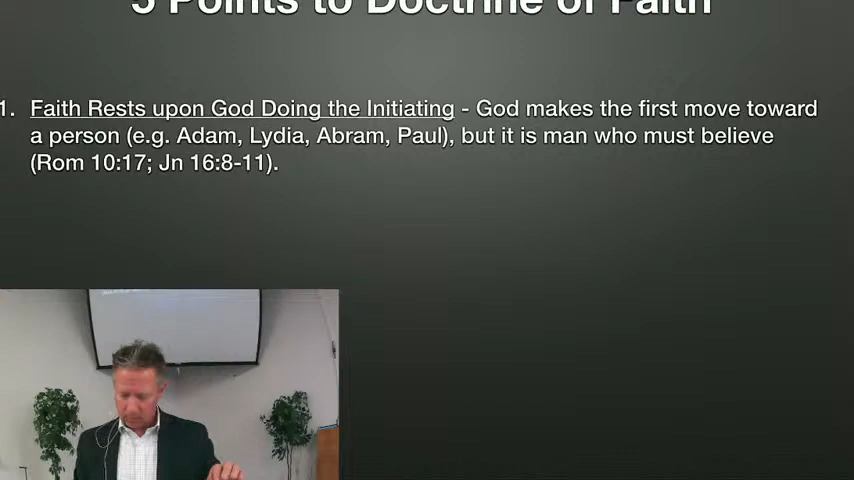 5 Points to Doctrine of Faith
1. Faith Rests upon God Doing the Initiating - God makes the first move toward
a person (e.g. Adam, Lydia, Abram, Paul), but it is man who must believe
(Rom 10:17; Jn 16:8-11).